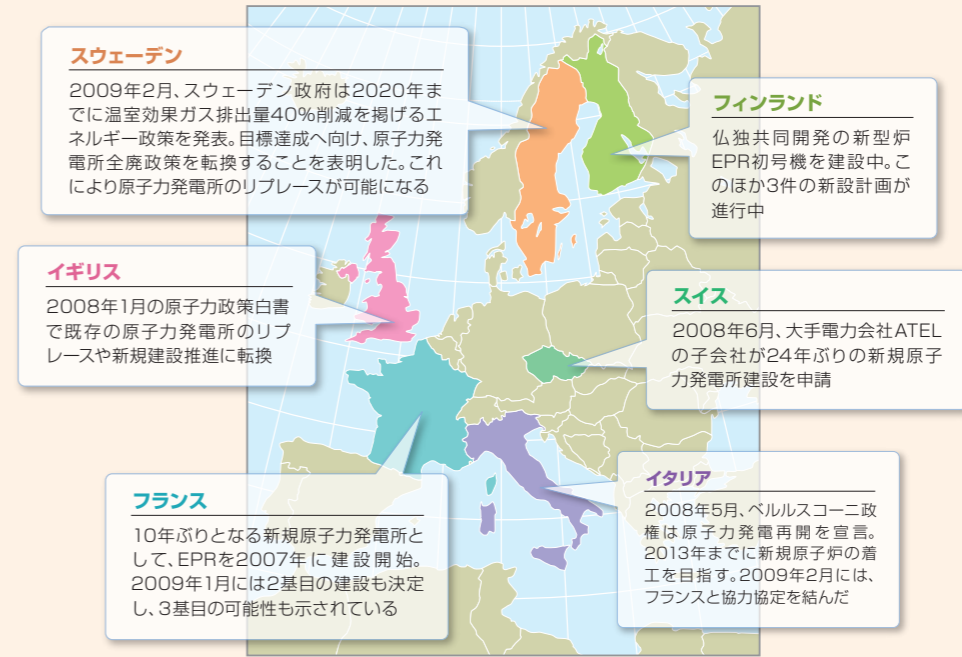 スウェーデン
2009年2月、スウェーデン政府は2020年ま
でに温室効果ガス排出量40％削減を掲げるエ
ネルギー政策を発表。目標達成へ向け、原子力発
電所全廃政策を転換することを表明した。これ
により原子力発電所のリプレースが可能になる
フィンランド
仏独共同開発の新型炉
EPR初号機を建設中。こ
のほか3件の新設計画が
進行中
イギリス
2008年1月の原子力政策白書
で既存の原子力発電所のリプ
レースや新規建設推進に転換
スイス
2008年6月、大手電力会社ATEL
の子会社が24年ぶりの新規原子
力発電所建設を申請
フランス
10年ぶりとなる新規原子力発電所と
して、EPRを2007年に建設開始。
2009年1月には2基目の建設も決定
し、3基目の可能性も示されている
イタリア
2008年5月、ベルルスコーニ政
権は原子力発電再開を宣言。
2013年までに新規原子炉の着
工を目指す。2009年2月には、
フランスと協力協定を結んだ